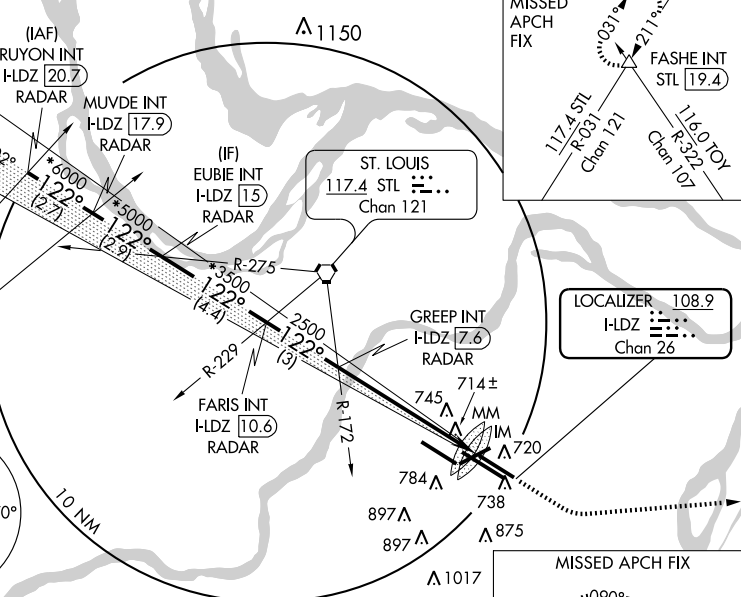 MISSED
APCH
FIX
031°
211°
FASHE INT
STL 19.4
117.4 STL
R-031
Chan 121
116.0 TOY
R-322
Chan 107
1150
(IAF)
RUYON INT
I-LDZ 20.7
RADAR
MUVDE INT
I-LDZ 17.9
RADAR
(IF)
EUBIE INT
I-LDZ 15
RADAR
ST. LOUIS
117.4 STL
Chan 121
2°
*6000
122°
(2.7)
*5000
122°
(2.9)
R-275
*3500
122°
(4.4)
2500
122°
(3)
R-229
R-172
GREEP INT
I-LDZ 7.6
RADAR
LOCALIZER 108.9
I-LDZ
Chan 26
FARIS INT
I-LDZ 10.6
RADAR
714±
745
MM
IM
720
784
738
897
897
875
1017
10 NM
0°
MISSED APCH FIX
090°